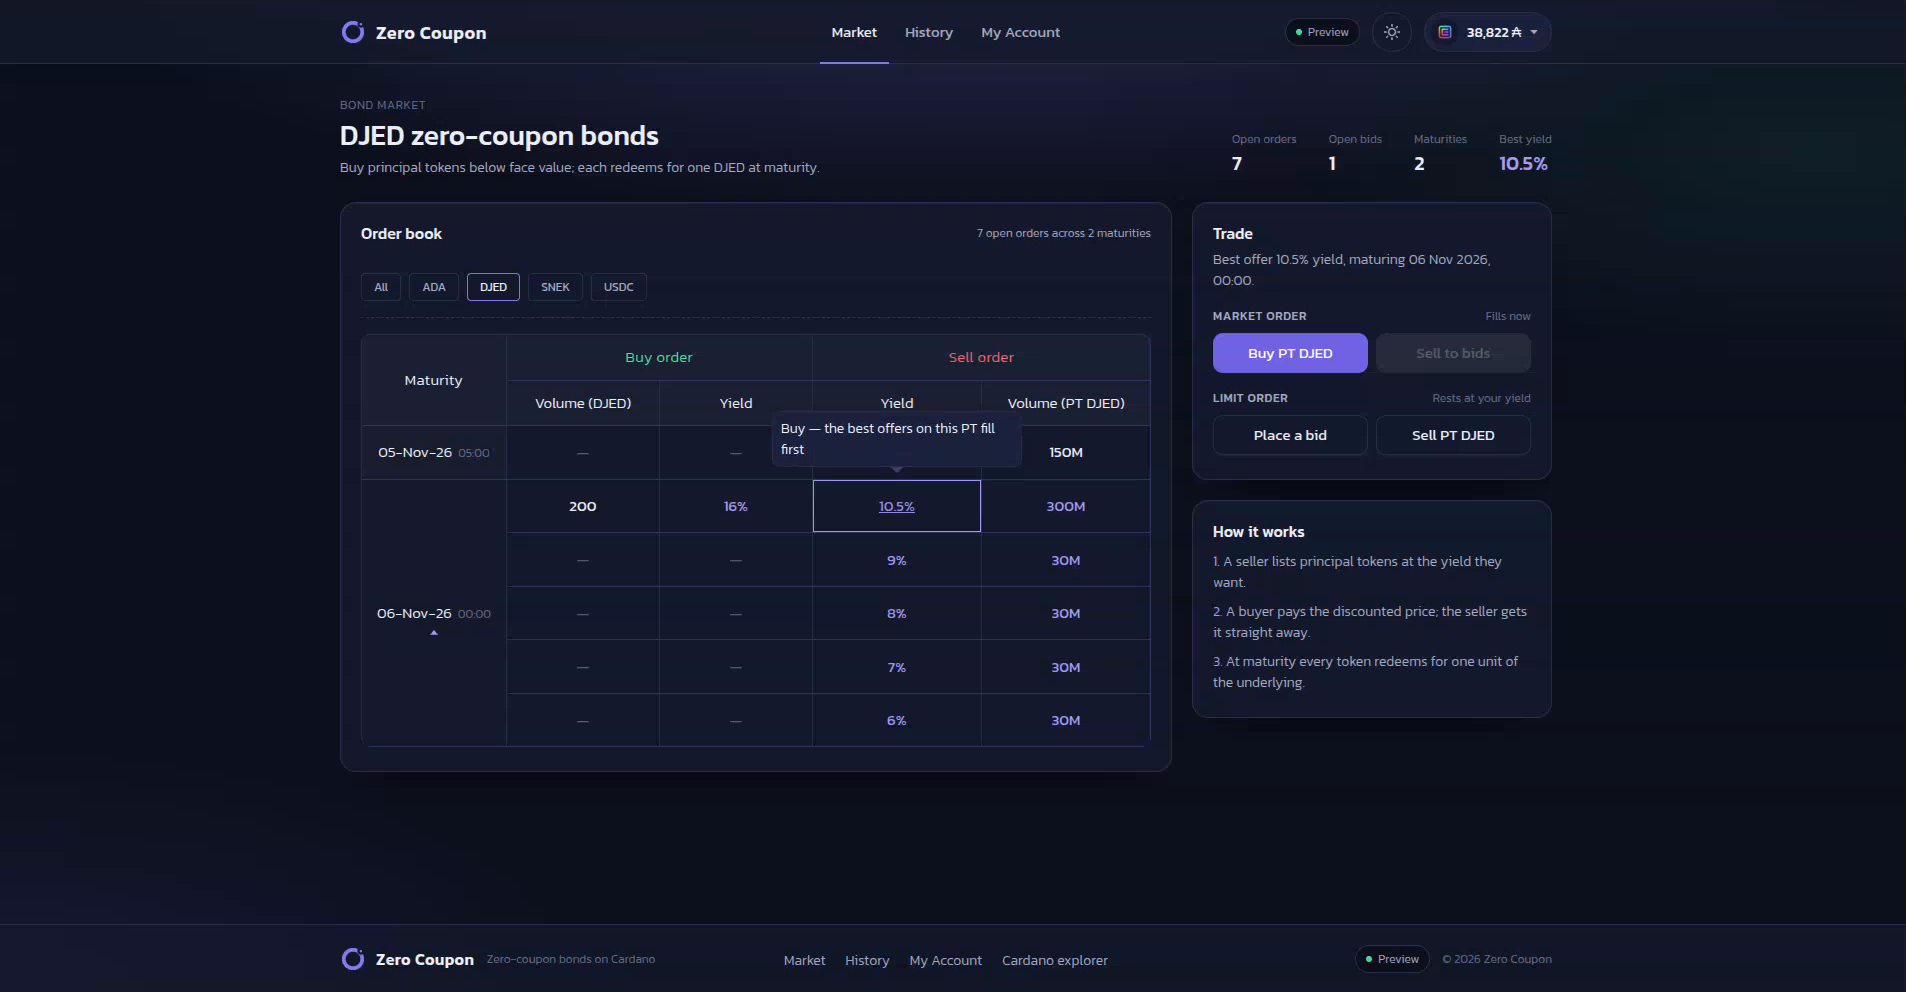 Zero Coupon
Market
History
My Account
Preview
38,822 ₳
BOND MARKET
DJED zero-coupon bonds
Buy principal tokens below face value; each redeems for one DJED at maturity.
Open orders
7
Open bids
1
Maturities
2
Best yield
10.5%
Order book
7 open orders across 2 maturities
All
ADA
DJED
SNEK
USDC
Maturity
Buy order
Sell order
Volume (DJED)
Yield
Yield
Volume (PT DJED)
Buy — the best offers on this PT fill
first
05-Nov-26 05:00
—
—
150M
06-Nov-26 00:00
200
16%
10.5%
300M
—
—
9%
30M
—
—
8%
30M
—
—
7%
30M
—
—
6%
30M
Trade
Best offer 10.5% yield, maturing 06 Nov 2026,
00:00.
MARKET ORDER
Fills now
Buy PT DJED
Sell to bids
LIMIT ORDER
Rests at your yield
Place a bid
Sell PT DJED
How it works
1. A seller lists principal tokens at the yield they
want.
2. A buyer pays the discounted price; the seller gets
it straight away.
3. At maturity every token redeems for one unit of
the underlying.
Zero Coupon
Zero-coupon bonds on Cardano
Market
History
My Account
Cardano explorer
Preview
© 2026 Zero Coupon